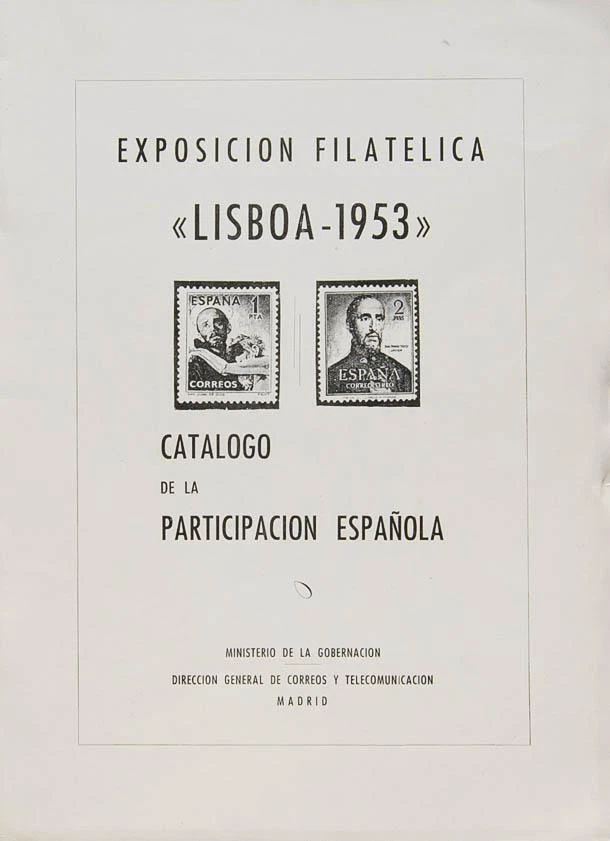 EXPOSICION FILATELICA
«LISBOA-1953»
ESPAÑA 1
PTA
CORREOS
2
PTAS
ESPAÑA
CORREO AEREO
CATALOGO
DE LA
PARTICIPACION ESPAÑOLA
MINISTERIO DE LA GOBERNACION
DIRECCION GENERAL DE CORREOS Y TELECOMUNICACION
MADRID